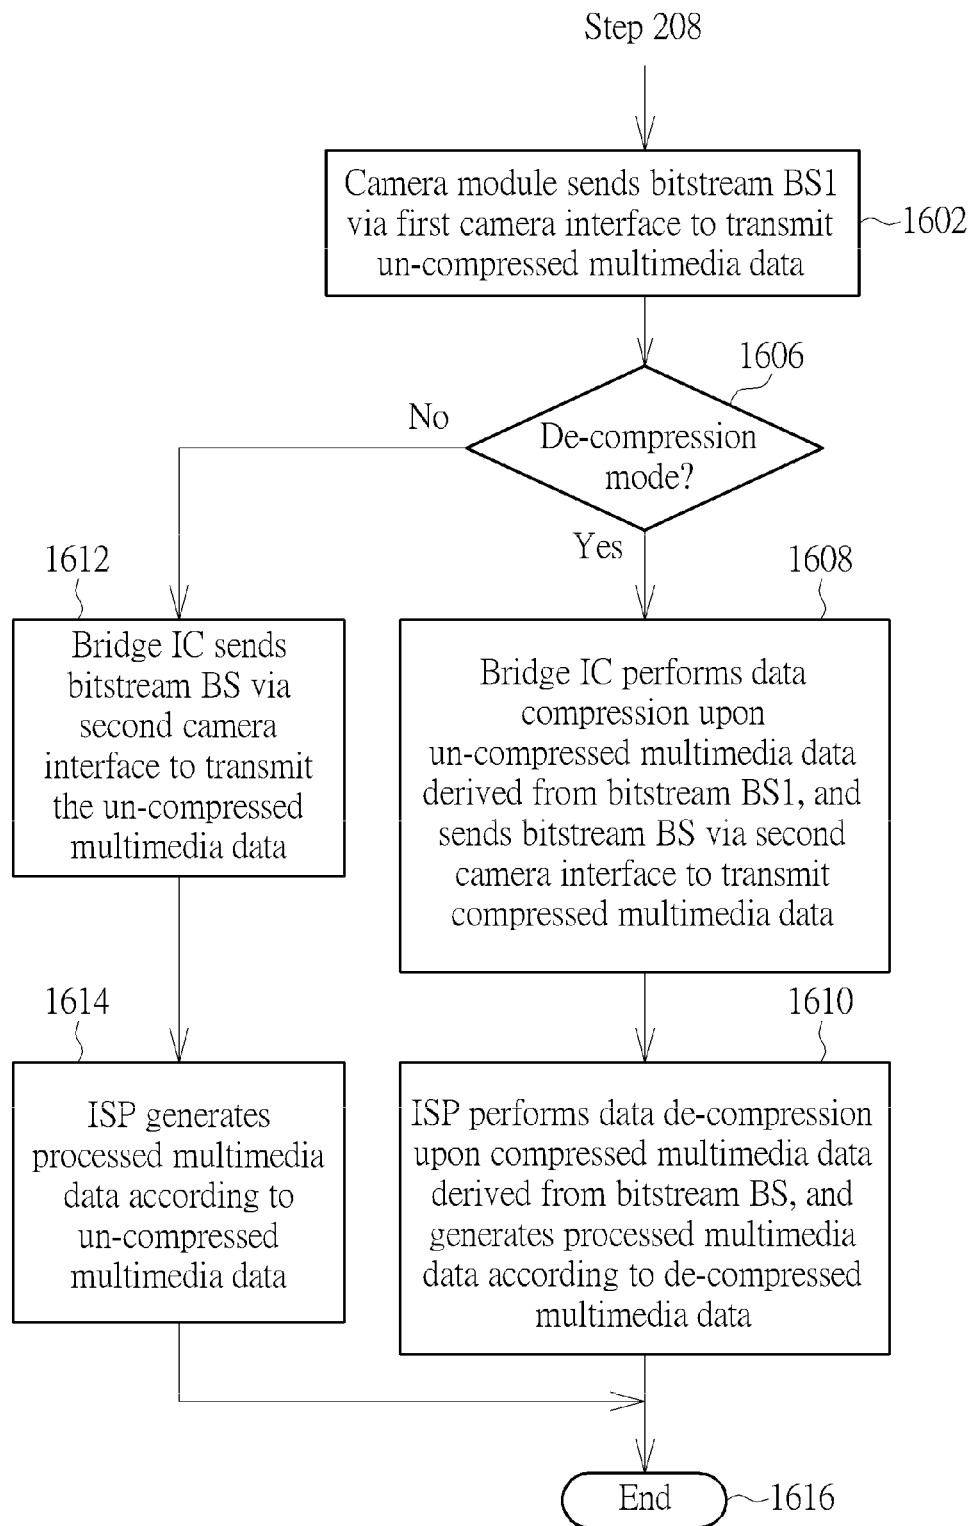 Step 208
Camera module sends bitstream BS1
via first camera interface to transmit
un-compressed multimedia data
1602
1606
De-compression
mode?
No
Yes
1612
Bridge IC sends
bitstream BS via
second camera
interface to transmit
the un-compressed
multimedia data
1608
Bridge IC performs data
compression upon
un-compressed multimedia data
derived from bitstream BS1, and
sends bitstream BS via second
camera interface to transmit
compressed multimedia data
1614
ISP generates
processed multimedia
data according to
un-compressed
multimedia data
1610
ISP performs data de-compression
upon compressed multimedia data
derived from bitstream BS, and
generates processed multimedia
data according to de-compressed
multimedia data
End
1616